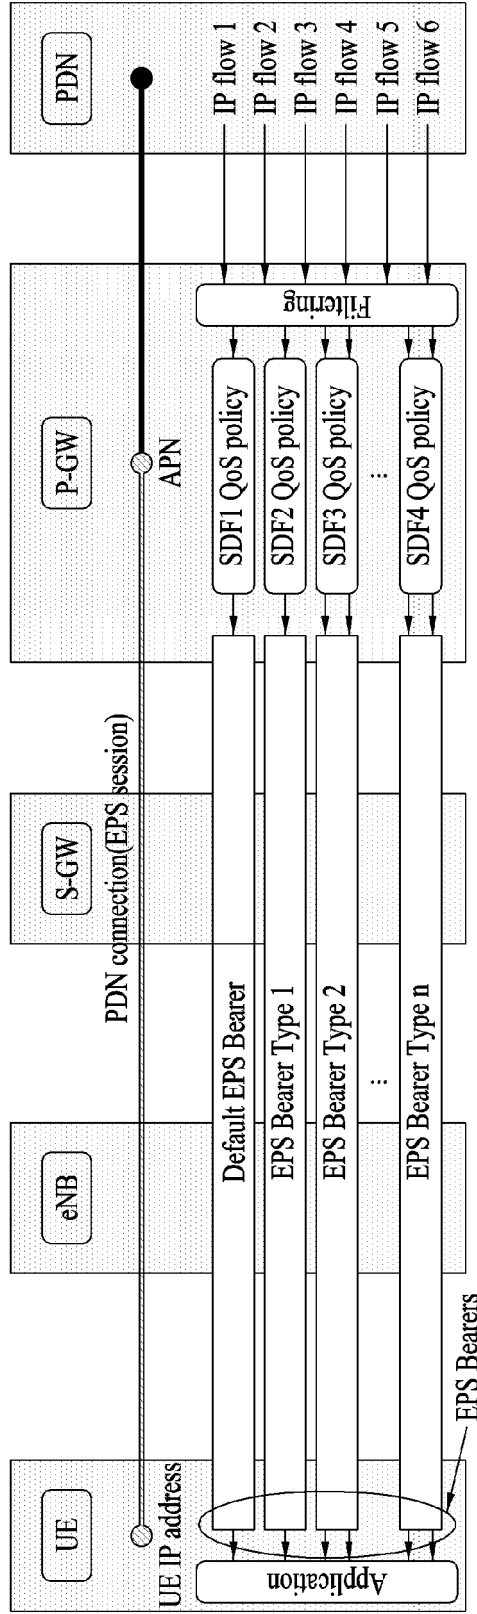 UE
eNB
S-GW
P-GW
PDN
UE IP address
PDN connection(EPS session)
APN
Application
Default EPS Bearer
SDF1 QoS policy
Filtering
IP flow 1
EPS Bearer Type 1
SDF2 QoS policy
IP flow 2
EPS Bearer Type 2
SDF3 QoS policy
IP flow 3
IP flow 4
...
...
IP flow 5
EPS Bearer Type n
SDF4 QoS policy
IP flow 6
EPS Bearers